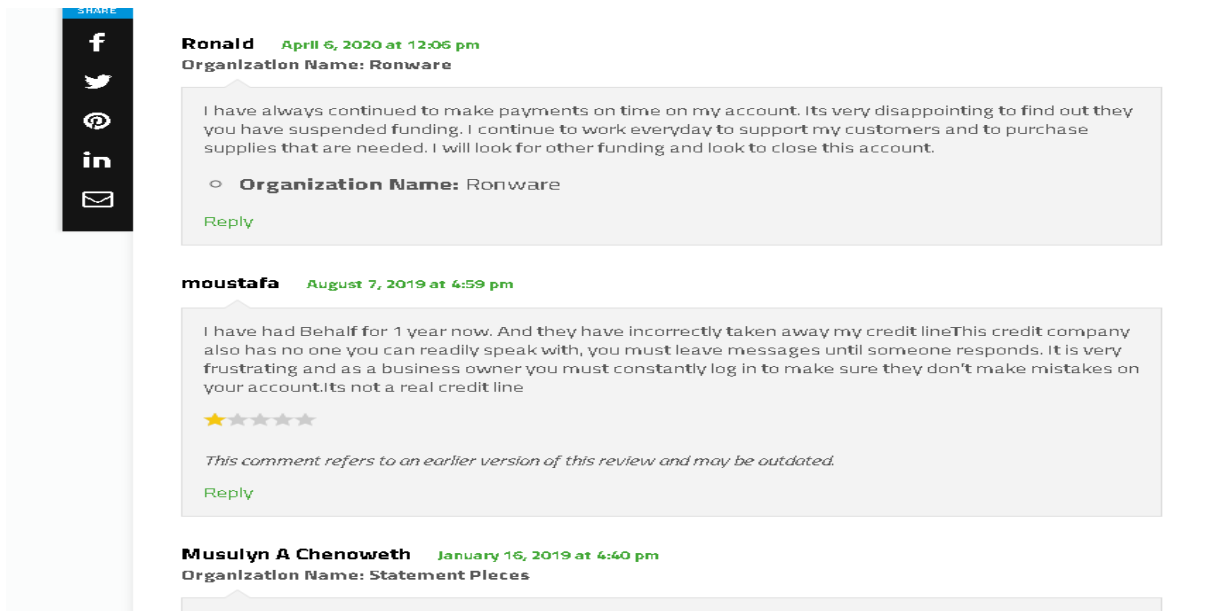 SHARE
Ronald April 6, 2020 at 12:06 pm
Organization Name: Ronware
I have always continued to make payments on time on my account. Its very disappointing to find out they
you have suspended funding. I continue to work everyday to support my customers and to purchase
supplies that are needed. I will look for other funding and look to close this account.
Organization Name: Ronware
Reply
moustafa August 7, 2019 at 4:59 pm
I have had Behalf for 1 year now. And they have incorrectly taken away my credit lineThis credit company
also has no one you can readily speak with, you must leave messages until someone responds. It is very
frustrating and as a business owner you must constantly log in to make sure they don't make mistakes on
your account.Its not a real credit line
This comment refers to an earlier version of this review and may be outdated.
Reply
Musulyn A Chenoweth January 16, 2019 at 4:40 pm
Organization Name: Statement Pieces